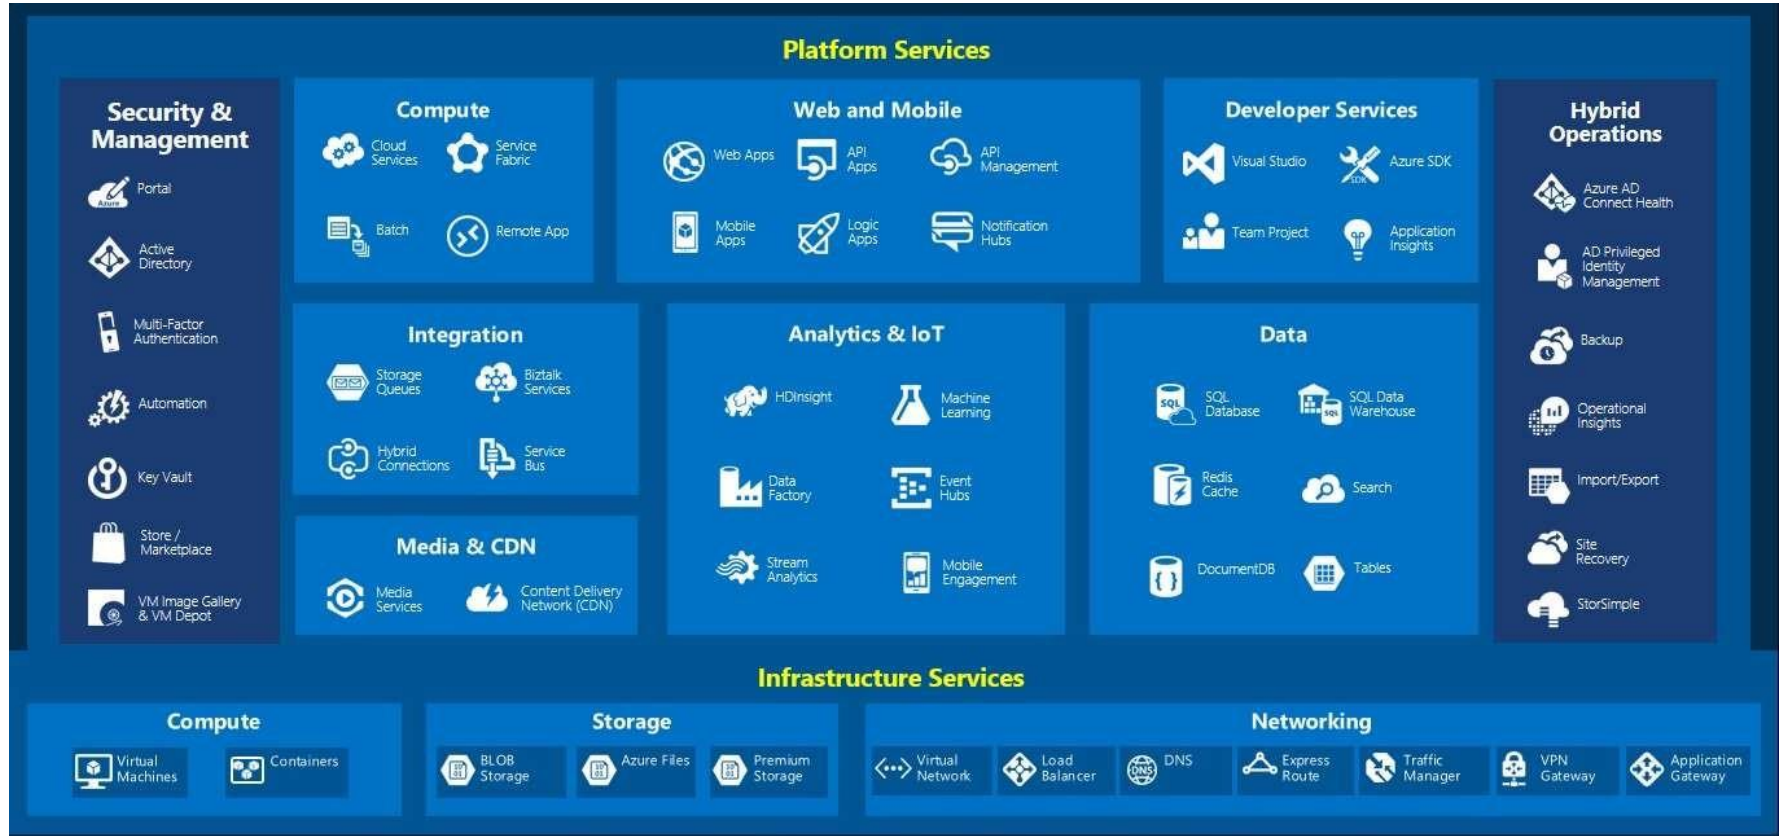 Platform Services
Security &
Management
Portal
Active
Directory
Multi-Factor
Authentication
Automation
Key Vault
Store /
Marketplace
VM Image Gallery
& VM Depot
Compute
Cloud
Services
Service
Fabric
Batch
Remote App
Web and Mobile
Web Apps
API
Apps
API
Management
Mobile
Apps
Logic
Apps
Notification
Hubs
Developer Services
Visual Studio
SDK
Azure SDK
Team Project
Application
Insights
Hybrid
Operations
Azure AD
Connect Health
AD Privileged
Identity
Management
Backup
Operational
Insights
Import/Export
Site
Recovery
StorSimple
Integration
Storage
Queues
Biztalk
Services
Hybrid
Connections
Service
Bus
Analytics & IoT
HDInsight
Machine
Learning
Data
Factory
Event
Hubs
Stream
Analytics
Mobile
Engagement
Data
SQL
SQL
Database
SQL
SQL Data
Warehouse
Redis
Cache
Search
DocumentDB
Tables
Media & CDN
Media
Services
Content Delivery
Network (CDN)
Azure
Infrastructure Services
Compute
Virtual
Machines
Containers
Storage
BLOB
Storage
Azure Files
Premium
Storage
Networking
Virtual
Network
Load
Balancer
DNS
DNS
Express
Route
Traffic
Manager
VPN
Gateway
Application
Gateway